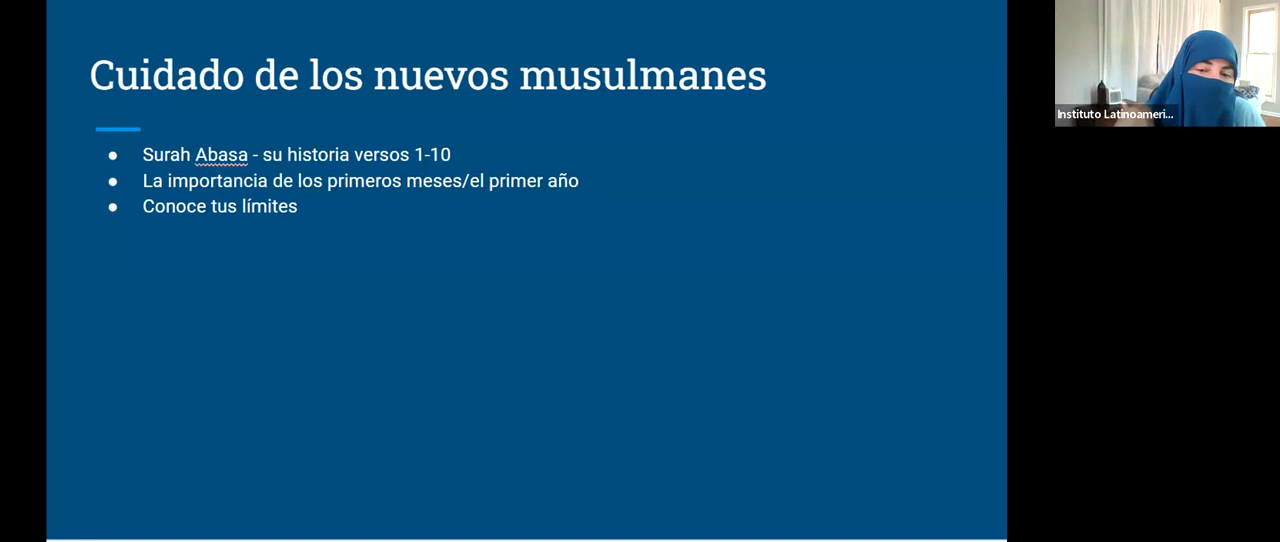 Cuidado de los nuevos musulmanes
Surah Abasa - su historia versos 1-10
La importancia de los primeros meses/el primer año
Conoce tus límites
Instituto Latinoameri...